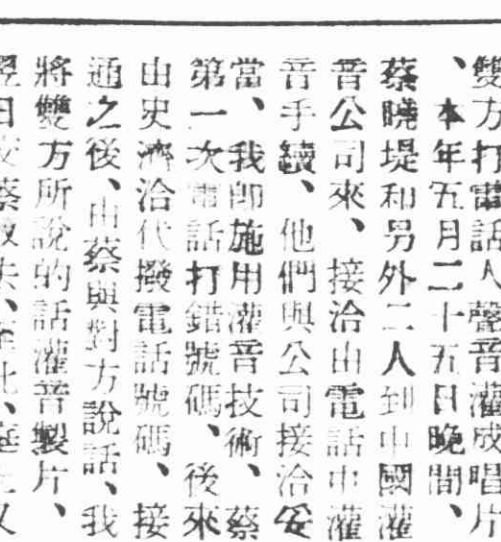 雙方打電話人聲音灌成唱片
、本年五月二十五日晚間、
蔡曉堤和另外二人到中國灌
音公司來、接洽由電話中灌
音手續、他們與公司接洽妥
當、我即施用灌音技術、蔡
第一次電話打錯號碼、後來
由史濟洽代撥電話號碼、接
通之後、由蔡與對方說話、我
將雙方所說的話灌音製片、
翌日交蔡